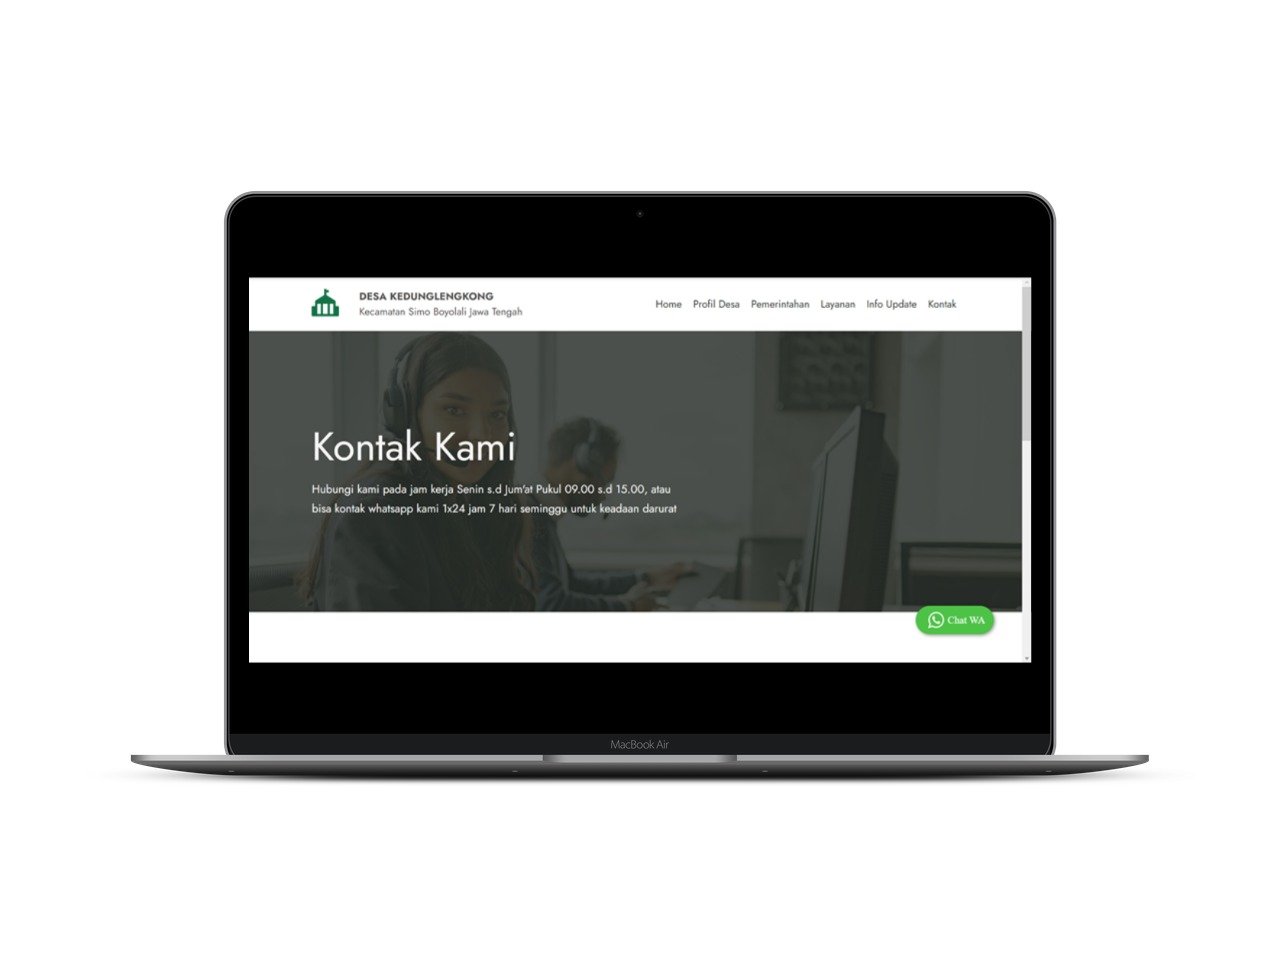 DESA KEDUNGLENGKONG
Kecamatan Simo Boyolali Jawa Tengah
Home Profil Desa Pemerintahan Layanan Info Update Kontak
Kontak Kami
Hubungi kami pada jam kerja Senin s.d Jum'at Pukul 09.00 s.d 15.00, atau
bisa kontak whatsapp kami 1x24 jam 7 hari seminggu untuk keadaan darurat
Chat WA
MacBook Air